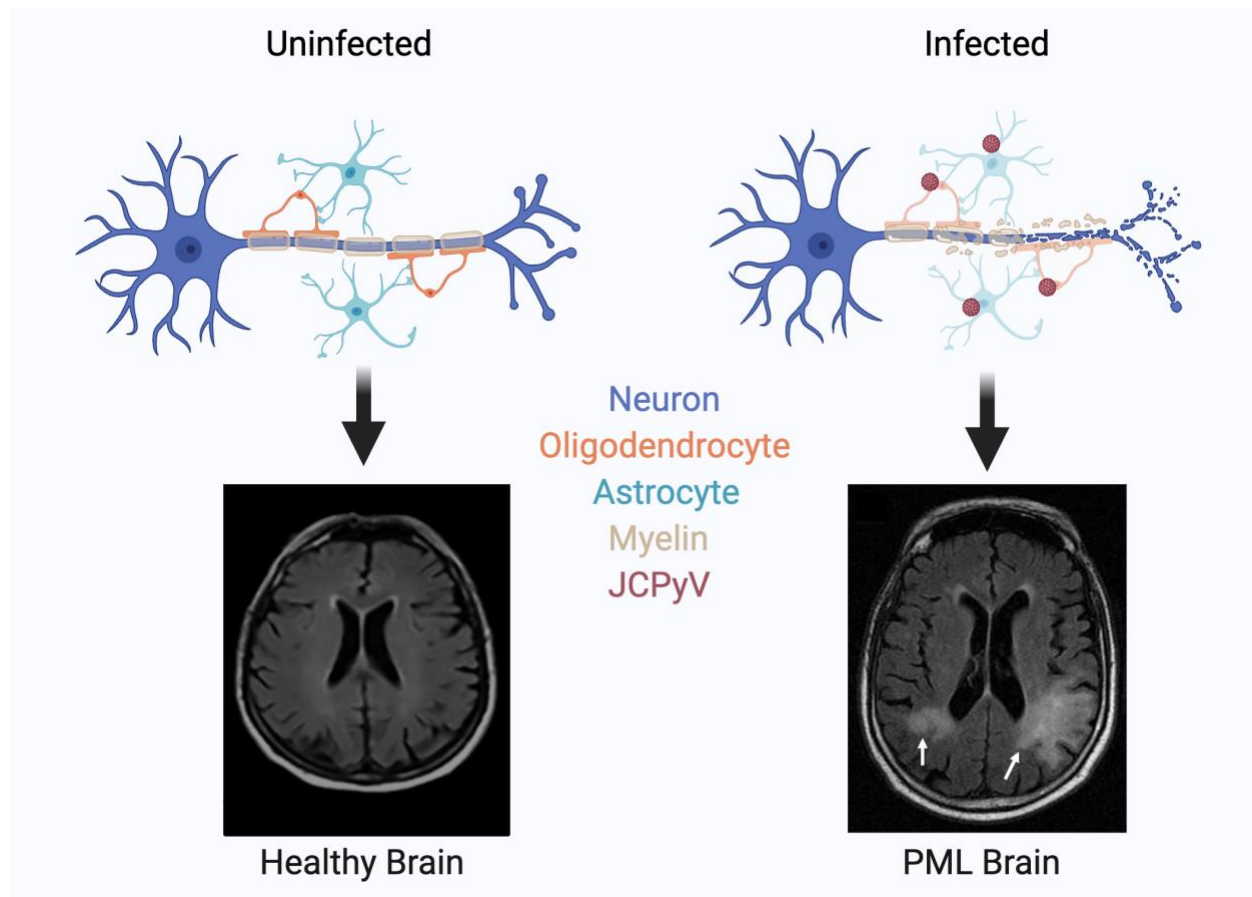 Uninfected
Infected
Neuron
Oligodendrocyte
Astrocyte
Myelin
JCPyV
Healthy Brain
PML Brain